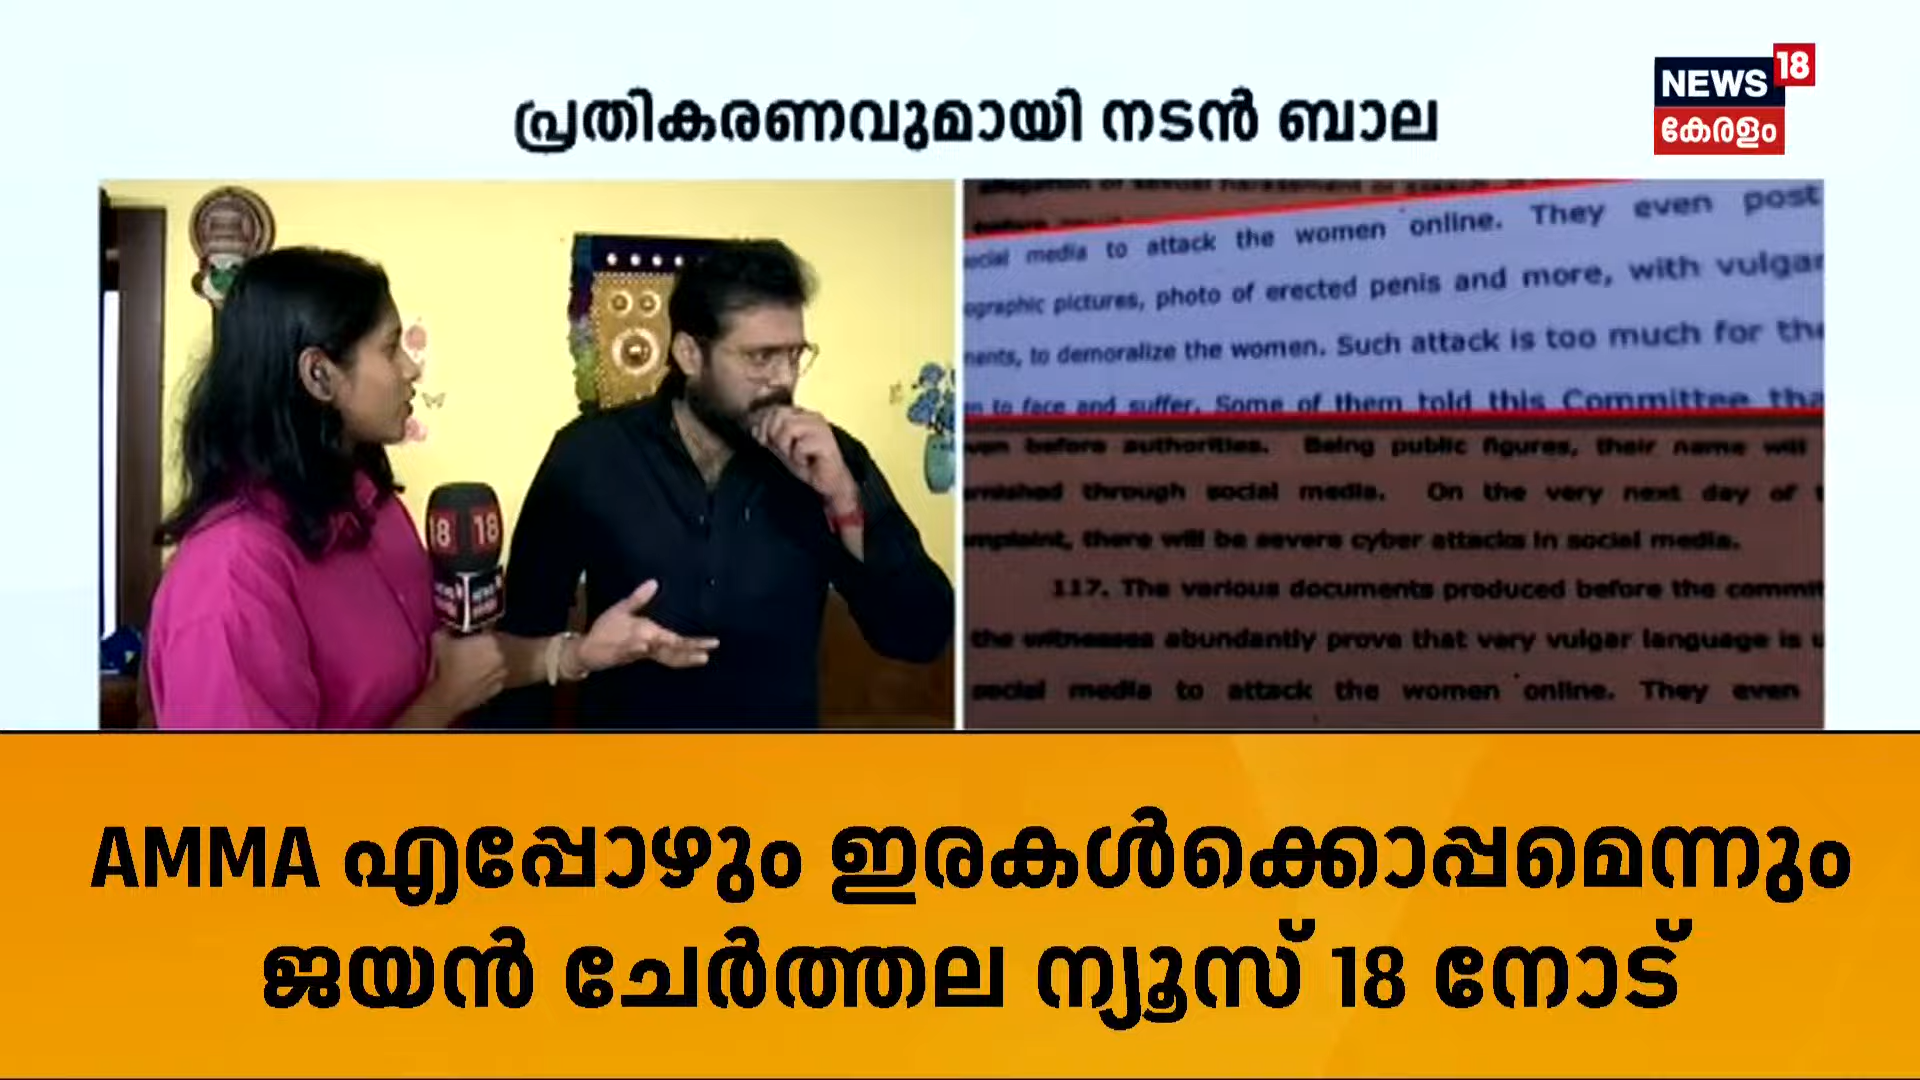 പ്രതികരണവുമായി നടൻ ബാല
NEWS 18
കേരളം
18 18
social media to attack the women online. They even post
pictures, photo of erected penis and more, with vulgar
to demoralize the women. Such attack is too much for the
to face and suffer. Some of them told this Committee tha
before authorities. Being public figures, their name will
through social media. On the very next day of
there will be severe cyber attacks in social media.
117. The various documents produced before the commit
the witnesses abundantly prove that very vulgar language is u
social media to attack the women online. They even
AMMA എപ്പോഴും ഇരകൾക്കൊപ്പമെന്നും
ജയൻ ചേർത്തല ന്യൂസ് 18 നോട്